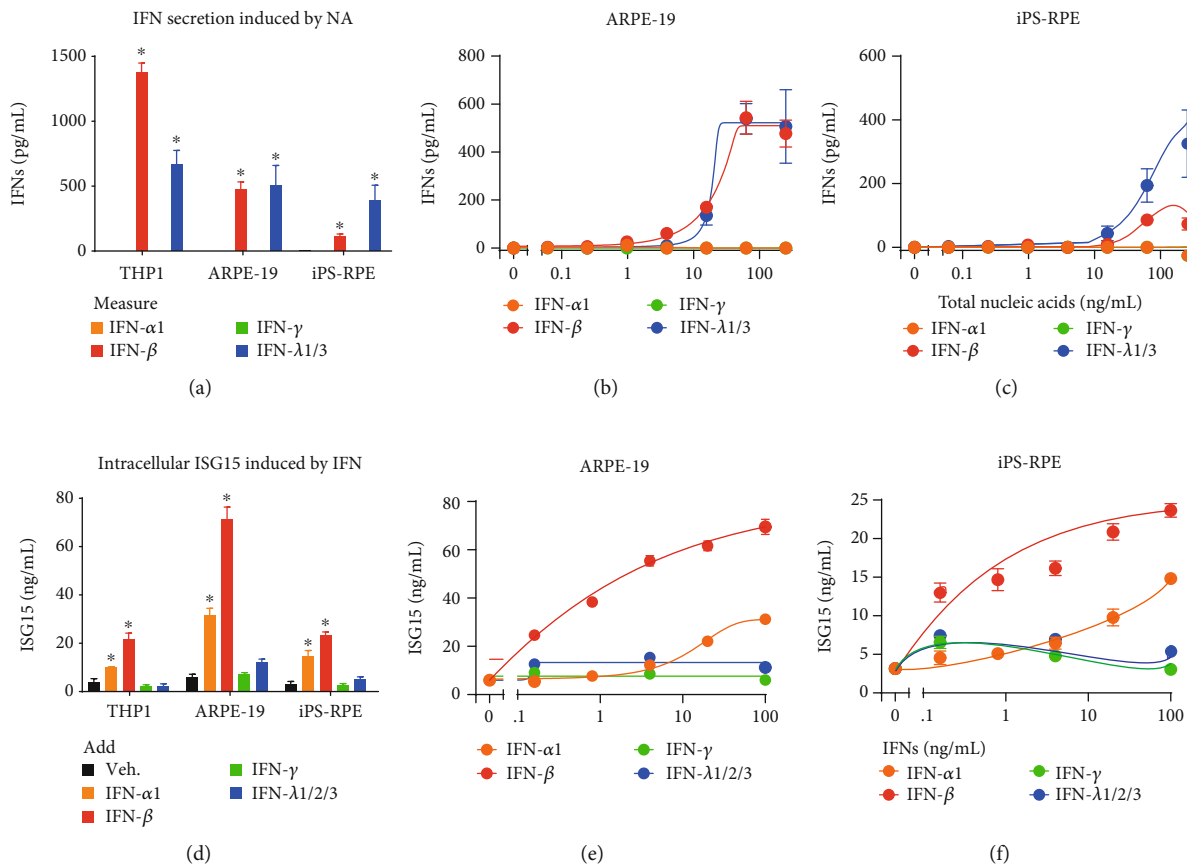 IFN secretion induced by NA
IFNs (pg/mL)
1500
1000
500
0
* * * * * *
THP1 ARPE-19 iPS-RPE
Measure
IFN-α1 IFN-γ
IFN-β IFN-λ1/3
(a)
ARPE-19
IFNs (pg/mL)
800
600
400
200
0
0 0.1 1 10 100
IFN-α1 IFN-γ
IFN-β IFN-λ1/3
(b)
iPS-RPE
IFNs (pg/mL)
600
400
200
0
0 0.1 1 10 100
Total nucleic acids (ng/mL)
IFN-α1 IFN-γ
IFN-β IFN-λ1/3
(c)
Intracellular ISG15 induced by IFN
ISG15 (ng/mL)
80
60
40
20
0
* * * * * *
THP1 ARPE-19 iPS-RPE
Add
Veh. IFN-γ
IFN-α1 IFN-λ1/2/3
IFN-β
(d)
ARPE-19
ISG15 (ng/mL)
80
60
40
20
0
0 .1 1 10 100
IFN-α1 IFN-γ
IFN-β IFN-λ1/2/3
(e)
iPS-RPE
ISG15 (ng/mL)
25
20
15
10
5
0
0 .1 1 10 100
IFNs (ng/mL)
IFN-α1 IFN-γ
IFN-β IFN-λ1/2/3
(f)